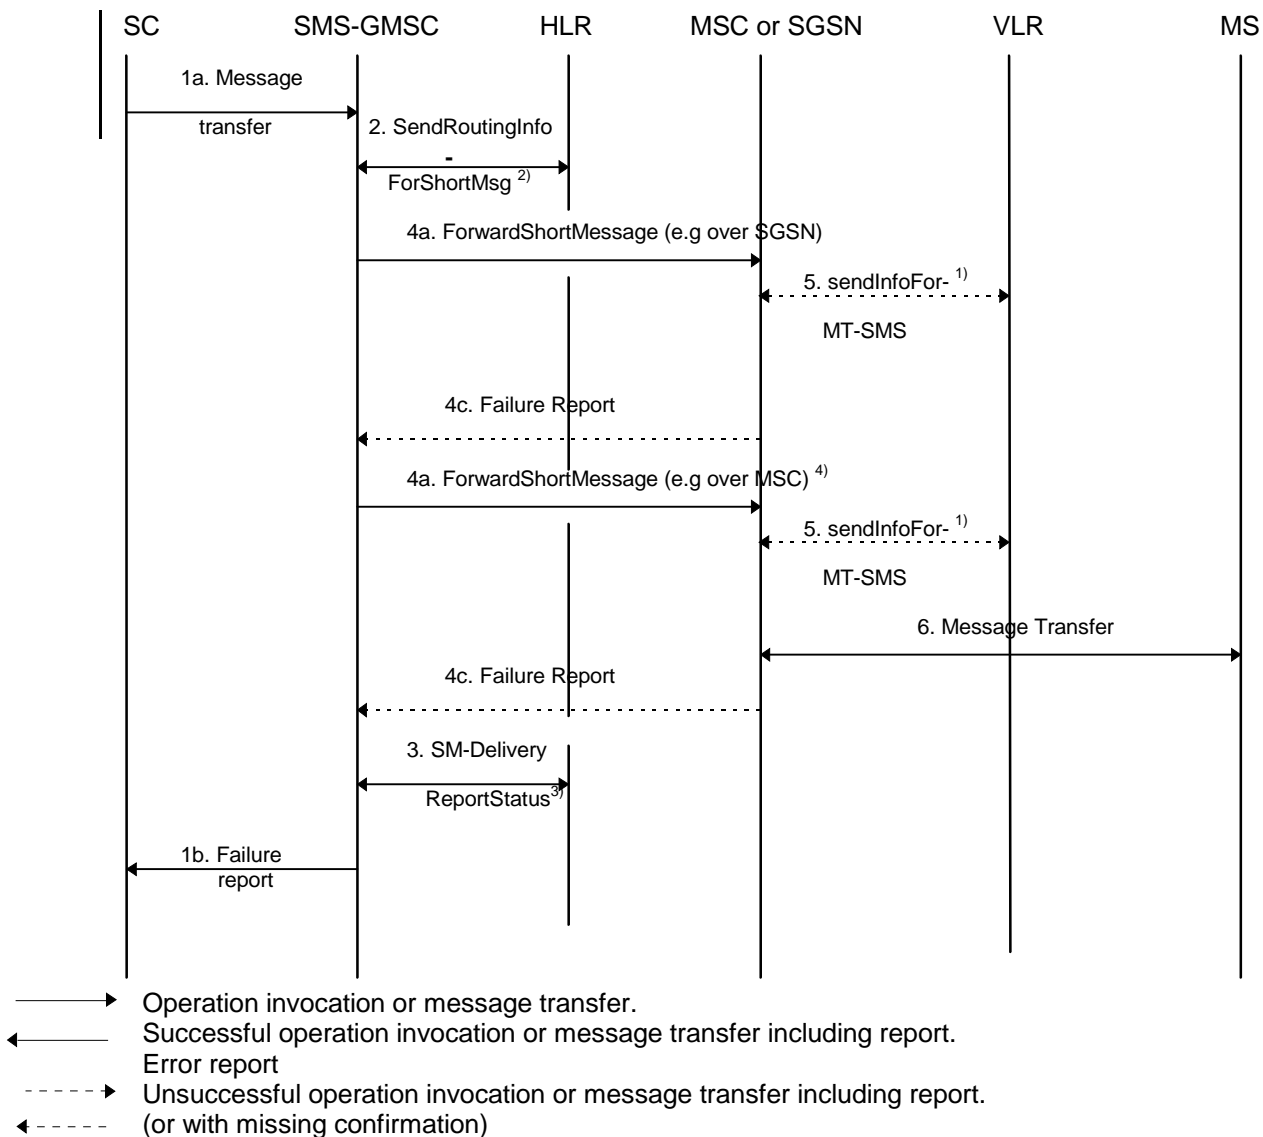 SC SMS-GMSC HLR MSC or SGSN VLR MS
1a. Message
transfer
2. SendRoutingInfo
-
ForShortMsg 2)
4a. ForwardShortMessage (e.g over SGSN)
5. sendInfoFor- 1)
MT-SMS
4c. Failure Report
4a. ForwardShortMessage (e.g over MSC) 4)
5. sendInfoFor- 1)
MT-SMS
6. Message Transfer
4c. Failure Report
3. SM-Delivery
ReportStatus3)
1b. Failure
report
Operation invocation or message transfer.
Successful operation invocation or message transfer including report.
Error report
Unsuccessful operation invocation or message transfer including report.
(or with missing confirmation)